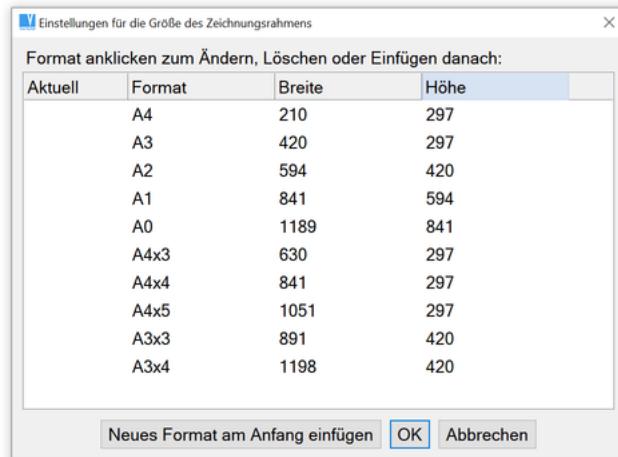 Einstellungen für die Größe des Zeichnungsrahmens
Format anklicken zum Ändern, Löschen oder Einfügen danach:
Aktuell Format Breite Höhe
A4 210 297
A3 420 297
A2 594 420
A1 841 594
A0 1189 841
A4x3 630 297
A4x4 841 297
A4x5 1051 297
A3x3 891 420
A3x4 1198 420
Neues Format am Anfang einfügen OK Abbrechen